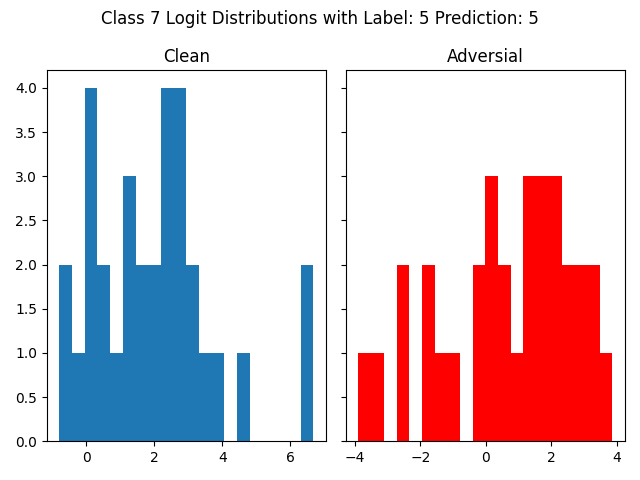 Class 7 Logit Distributions with Label: 5 Prediction: 5
Clean
Adversial
4.0
3.5
3.0
2.5
2.0
1.5
1.0
0.5
0.0
0 2 4 6
−4 −2 0 2 4